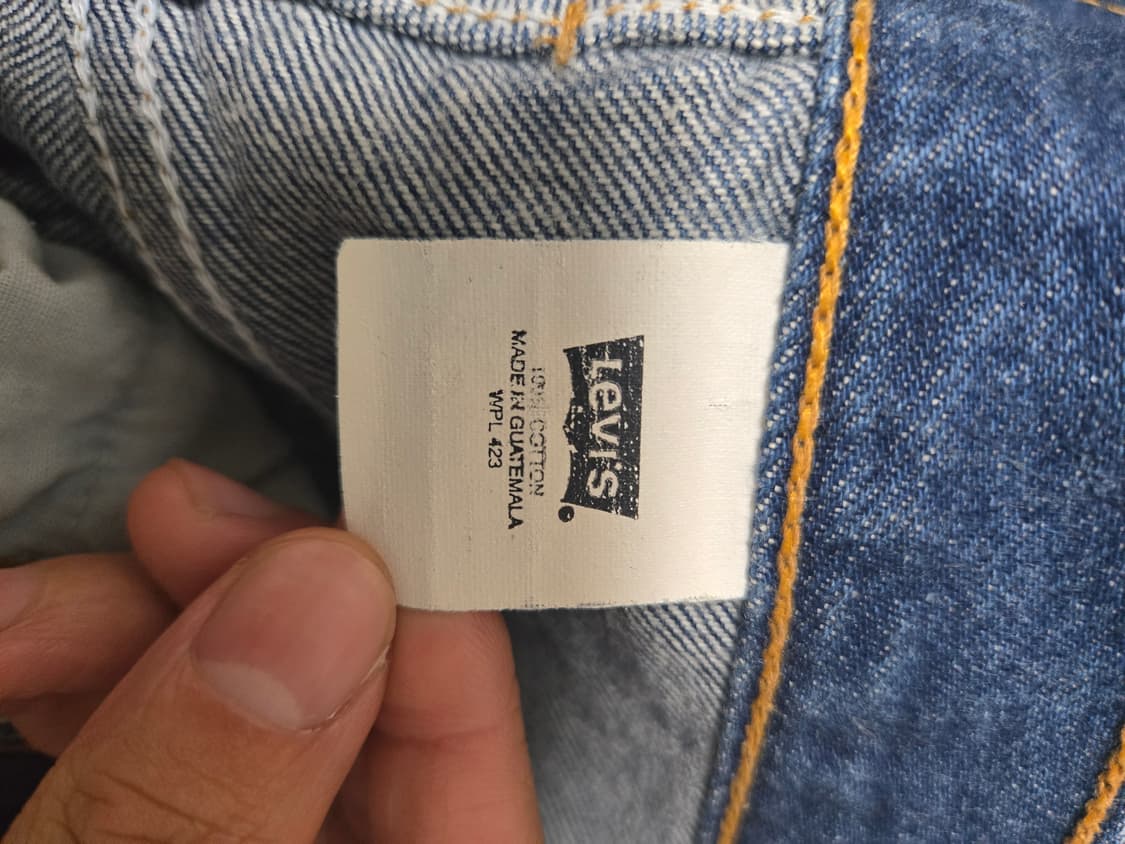 Levi's
100% COTTON
MADE IN GUATEMALA
WPL 423